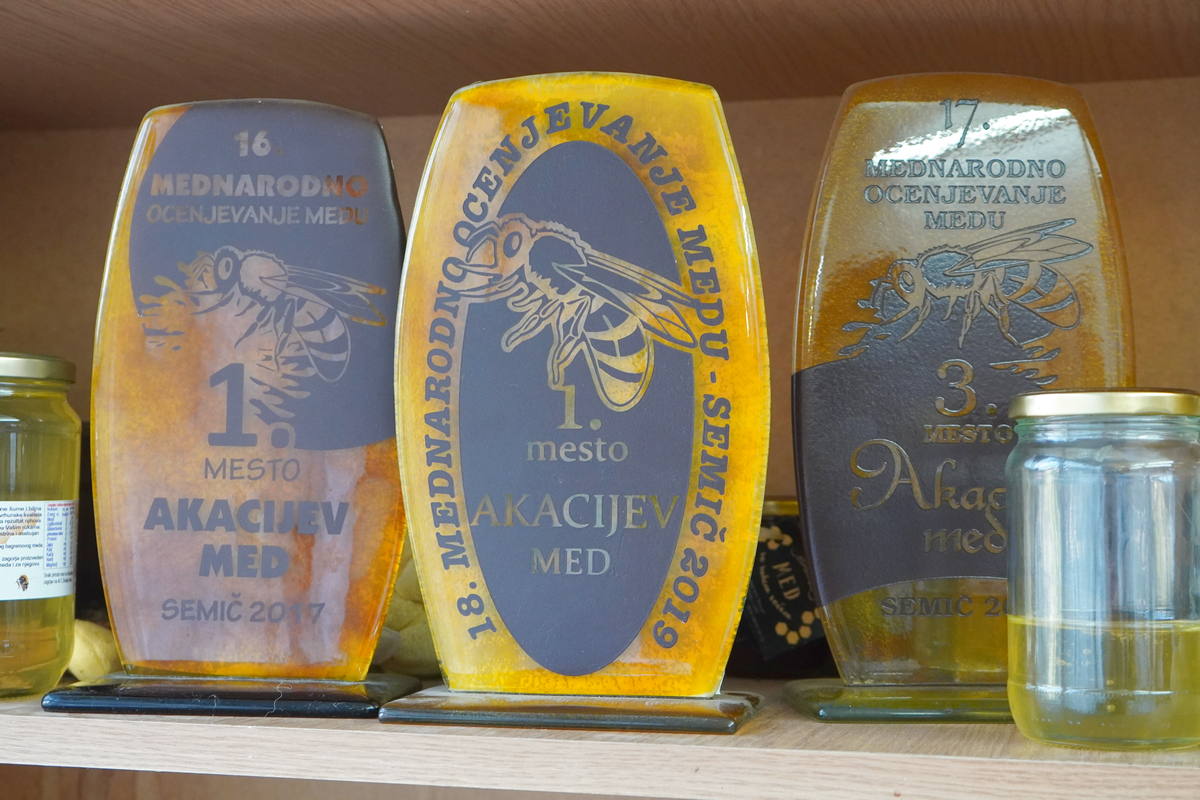 16.
MEDNARODNO
OCENJEVANJE MEDU
1.
MESTO
AKACIJEV
MED
SEMIČ 2017
18. MEDNARODNO OCENJEVANJE MEDU - SEMIČ 2019
1.
mesto
AKACIJEV
MED
17.
MEDNARODNO
OCENJEVANJE
MEDU
3.
MESTO
med
SEMIČ
MED